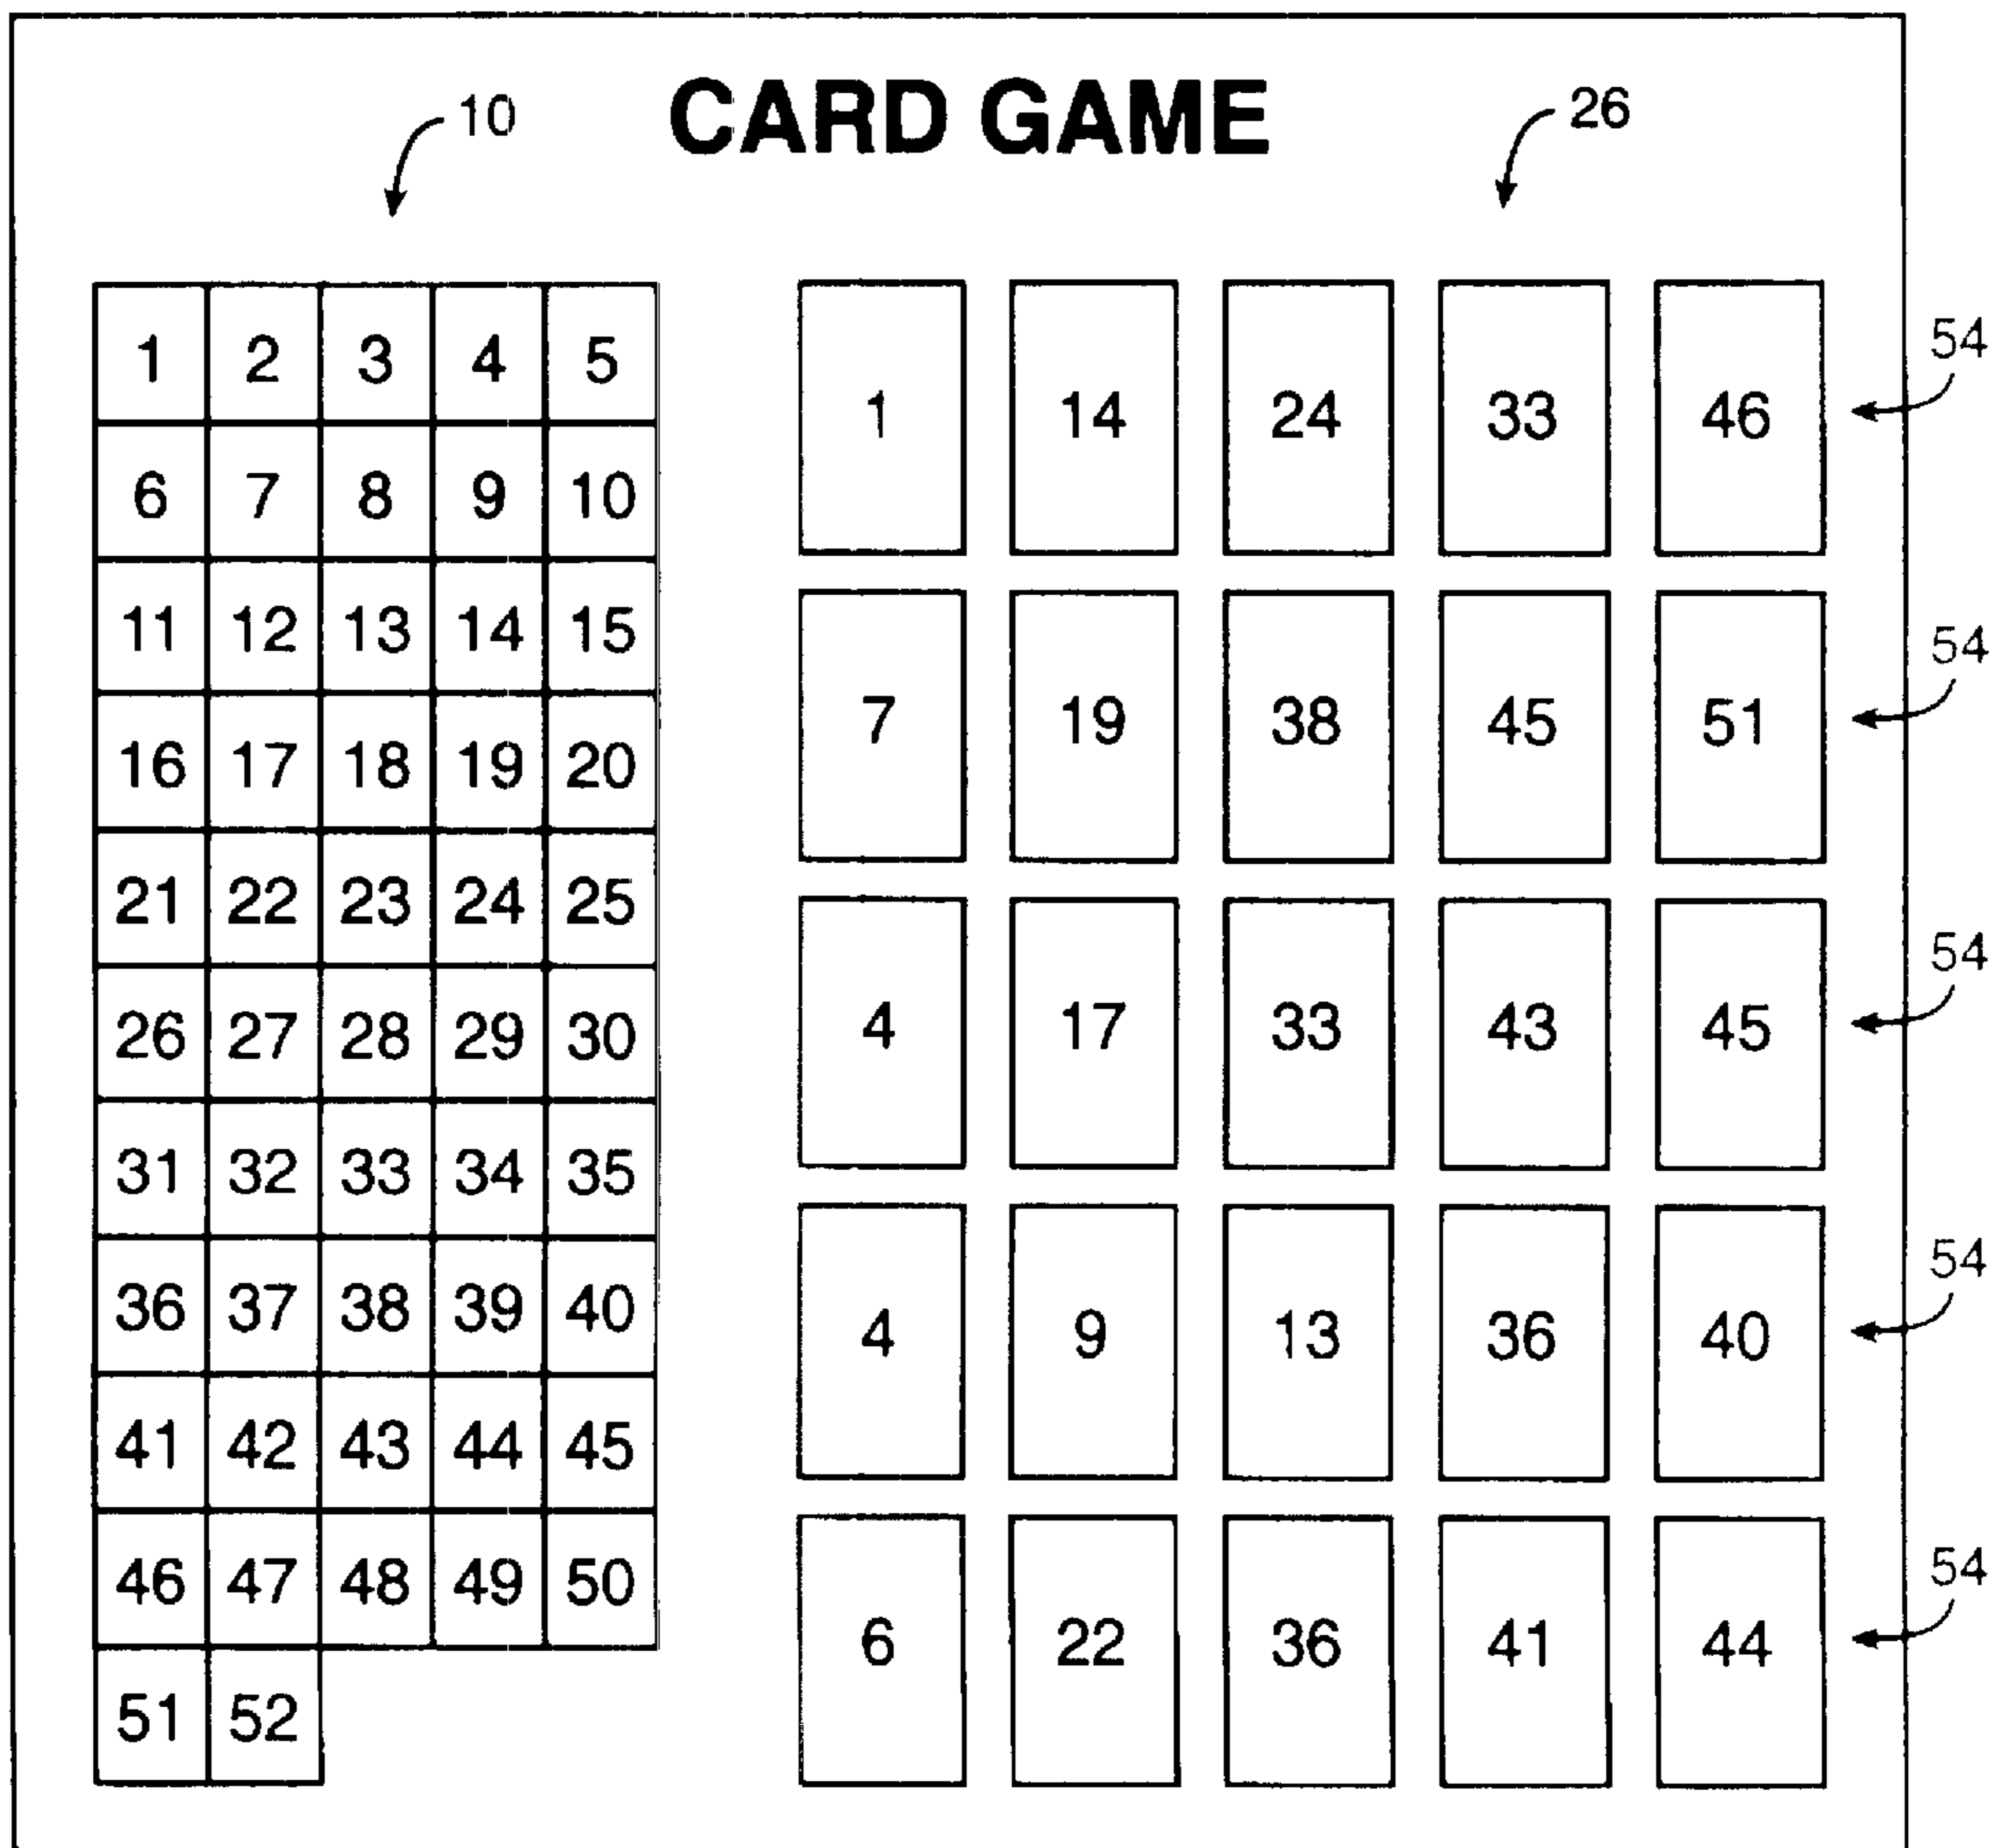 CARD GAME
10
26
1 2 3 4 5
6 7 8 9 10
11 12 13 14 15
16 17 18 19 20
21 22 23 24 25
26 27 28 29 30
31 32 33 34 35
36 37 38 39 40
41 42 43 44 45
46 47 48 49 50
51 52
1 14 24 33 46 54
7 19 38 45 51 54
4 17 33 43 45 54
4 9 13 36 40 54
6 22 36 41 44 54